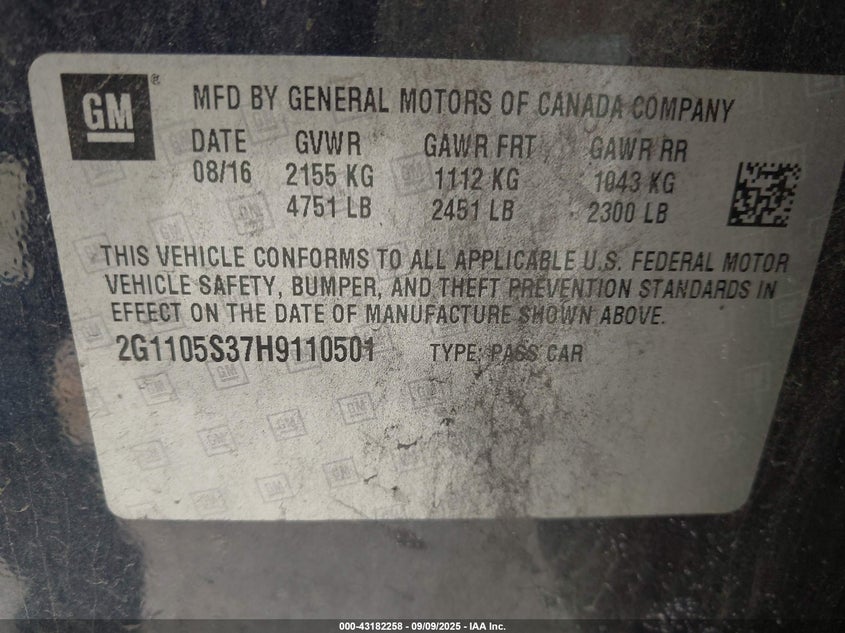 GM
MFD BY GENERAL MOTORS OF CANADA COMPANY
DATE GVWR GAWR FRT GAWR RR
08/16 2155 KG 1112 KG 1043 KG
4751 LB 2451 LB 2300 LB
THIS VEHICLE CONFORMS TO ALL APPLICABLE U.S. FEDERAL MOTOR
VEHICLE SAFETY, BUMPER, AND THEFT PREVENTION STANDARDS IN
EFFECT ON THE DATE OF MANUFACTURE SHOWN ABOVE.
2G1105S37H9110501 TYPE: PASS CAR
000-43182258 - 09/09/2025 - IAA Inc.